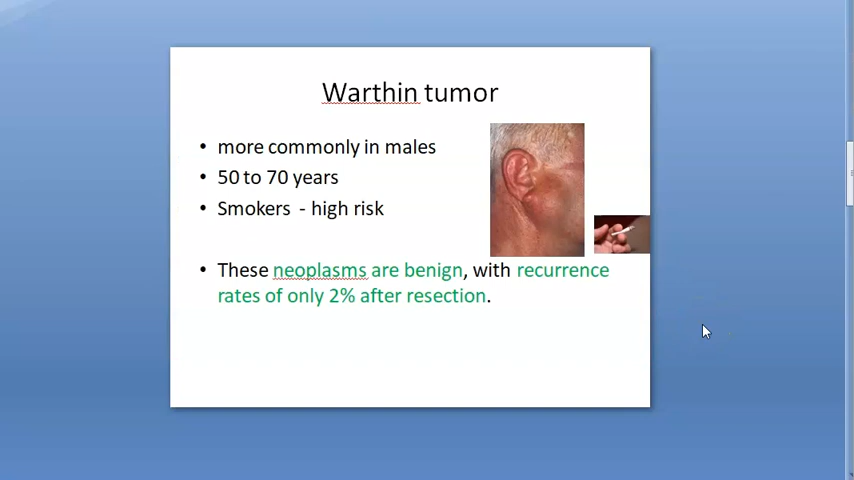 Warthin tumor
• more commonly in males
• 50 to 70 years
• Smokers - high risk
• These neoplasms are benign, with recurrence
rates of only 2% after resection.